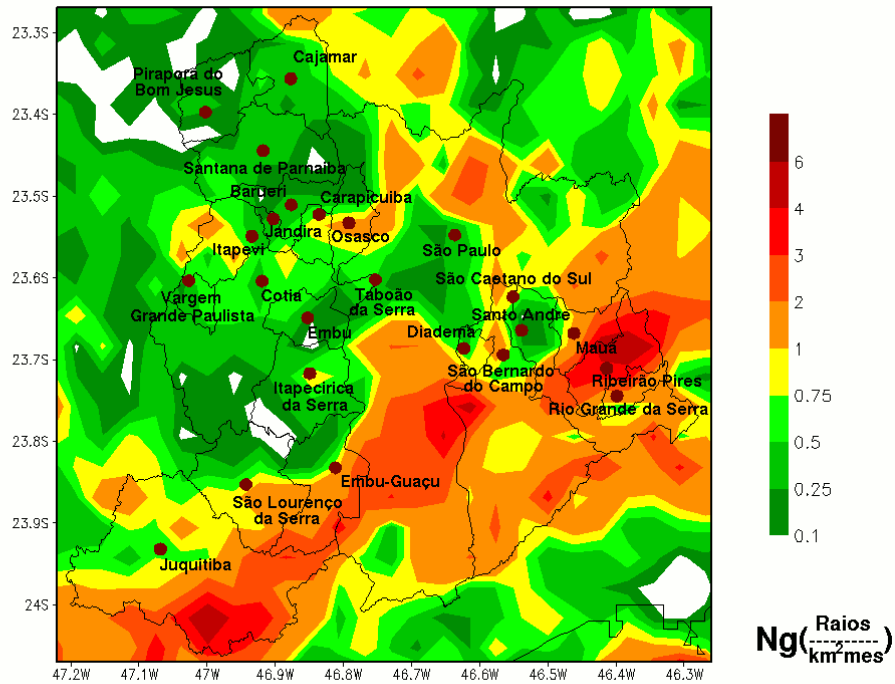 23.3S
Cajamar
Pirapora do
Bom Jesus
23.4S
Santana de Parnaiba
23.5S
Barueri
Carapicuiba
Jandira
Osasco
Itapevi
São Paulo
23.6S
São Caetano do Sul
Vargem
Grande Paulista
Cotia
Taboão
da Serra
Santo Andre
Embu
Diadema
Mauá
23.7S
São Bernardo
do Campo
Ribeirão Pires
Itapecirica
da Serra
Rio Grande da Serra
23.8S
Embu-Guaçu
São Lourenço
da Serra
23.9S
Juquitiba
24S
47.2W
47.1W
47W
46.9W
46.8W
46.7W
46.6W
46.5W
46.4W
46.3W
6
4
3
2
1
0.75
0.5
0.25
0.1
Ng(Raios
km²mes)